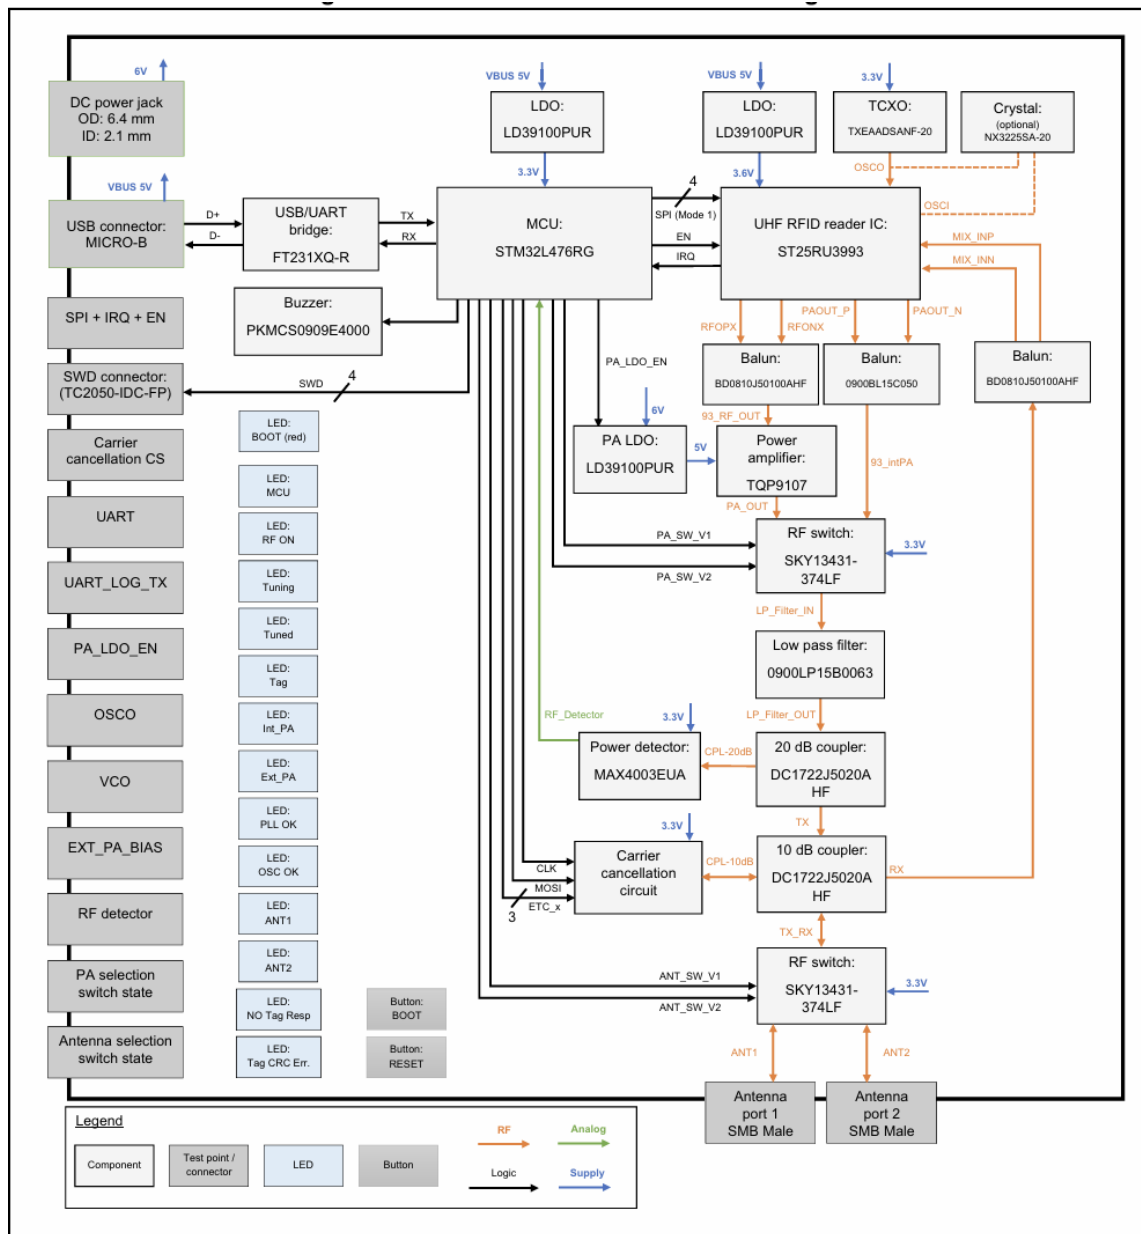 6V
DC power jack
OD: 6.4 mm
ID: 2.1 mm
VBUS 5V
USB connector:
MICRO-B
D+
D-
USB/UART
bridge:
FT231XQ-R
TX
RX
VBUS 5V
LDO:
LD39100PUR
3.3V
MCU:
STM32L476RG
4
SPI (Mode 1)
EN
IRQ
VBUS 5V
LDO:
LD39100PUR
3.6V
3.3V
TCXO:
TXEAADSANF-20
OSCO
Crystal:
(optional)
NX3225SA-20
OSCI
UHF RFID reader IC:
ST25RU3993
MIX_INP
MIX_INN
Buzzer:
PKMCS0909E4000
SPI + IRQ + EN
SWD connector:
(TC2050-IDC-FP)
SWD
4
PA_LDO_EN
RFOPX
RFONX
PAOUT_P
PAOUT_N
Balun:
BD0810J50100AHF
Balun:
0900BL15C050
Balun:
BD0810J50100AHF
93_RF_OUT
6V
PA LDO:
LD39100PUR
5V
Power
amplifier:
TQP9107
93_intPA
PA_OUT
PA_SW_V1
PA_SW_V2
RF switch:
SKY13431-
374LF
3.3V
LP_Filter_IN
Low pass filter:
0900LP15B0063
LP_Filter_OUT
RF_Detector
3.3V
Power detector:
MAX4003EUA
CPL-20dB
20 dB coupler:
DC1722J5020A
HF
TX
3.3V
Carrier
cancellation
circuit
CPL-10dB
10 dB coupler:
DC1722J5020A
HF
RX
CLK
MOSI
ETC_x
3
TX_RX
ANT_SW_V1
ANT_SW_V2
RF switch:
SKY13431-
374LF
3.3V
ANT1
ANT2
Antenna
port 1
SMB Male
Antenna
port 2
SMB Male
Carrier
cancellation CS
UART
UART_LOG_TX
PA_LDO_EN
OSCO
VCO
EXT_PA_BIAS
RF detector
PA selection
switch state
Antenna selection
switch state
LED:
BOOT (red)
LED:
MCU
LED:
RF ON
LED:
Tuning
LED:
Tuned
LED:
Tag
LED:
Int_PA
LED:
Ext_PA
LED:
PLL OK
LED:
OSC OK
LED:
ANT1
LED:
ANT2
LED:
NO Tag Resp
LED:
Tag CRC Err.
Button:
BOOT
Button:
RESET
Legend
Component
Test point /
connector
LED
Button
RF
Analog
Logic
Supply